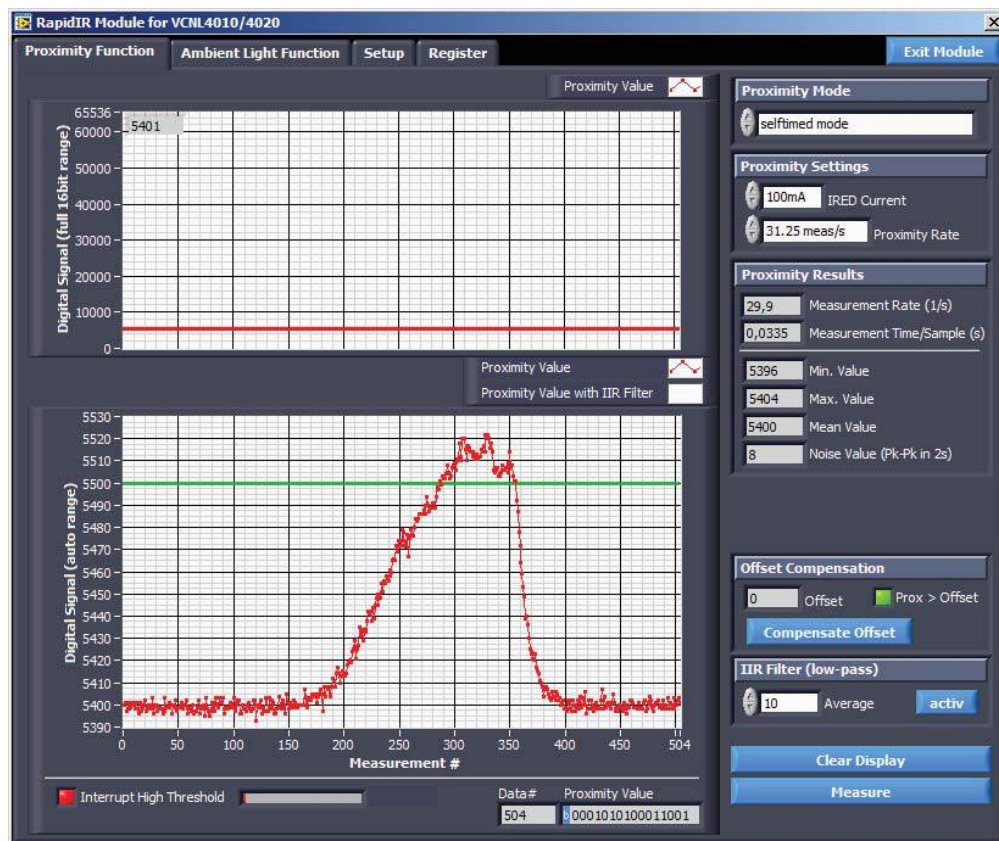 RapidIR Module for VCNL4010/4020
Proximity Function Ambient Light Function Setup Register Exit Module
Proximity Value
65536
60000
50000
40000
30000
20000
10000
0
5401
Digital Signal (full 16bit range)
Proximity Value
Proximity Value with IIR Filter
5530
5520
5510
5500
5490
5480
5470
5460
5450
5440
5430
5420
5410
5400
5390
Digital Signal (auto range)
0 50 100 150 200 250 300 350 400 450 504
Measurement #
Interrupt High Threshold
Data# Proximity Value
504 b0001010100011001
Proximity Mode
selftimed mode
Proximity Settings
100mA IRED Current
31.25 meas/s Proximity Rate
Proximity Results
29,9 Measurement Rate (1/s)
0,0335 Measurement Time/Sample (s)
5396 Min. Value
5404 Max. Value
5400 Mean Value
8 Noise Value (Pk-Pk in 2s)
Offset Compensation
0 Offset Prox > Offset
Compensate Offset
IIR Filter (low-pass)
10 Average activ
Clear Display
Measure